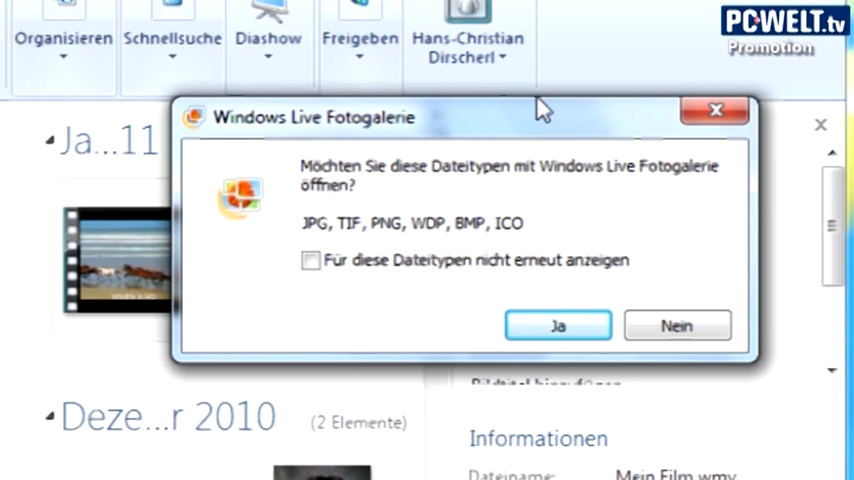 PCWELT.tv
Promotion
Organisieren
Schnellsuche
Diashow
Freigeben
Hans-Christian
Dirscherl
Windows Live Fotogalerie
Ja...11
Möchten Sie diese Dateitypen mit Windows Live Fotogalerie
öffnen?
JPG, TIF, PNG, WDP, BMP, ICO
Für diese Dateitypen nicht erneut anzeigen
Ja
Nein
Deze...r 2010
(2 Elemente)
Informationen
Dateiname:
Mein Film.wmv